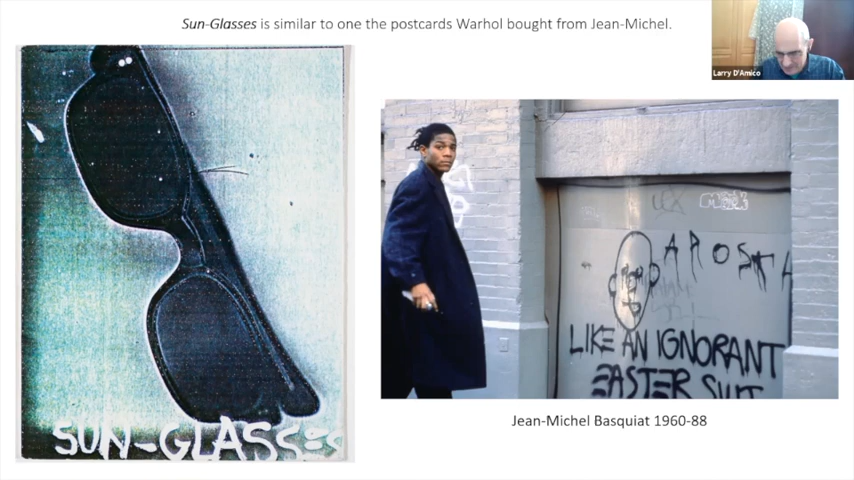 Sun-Glasses is similar to one the postcards Warhol bought from Jean-Michel.
Larry D'Amico
SUN-GLASSES
APOSTA
LIKE AN IGNORANT
EASTER SUIT
Jean-Michel Basquiat 1960-88